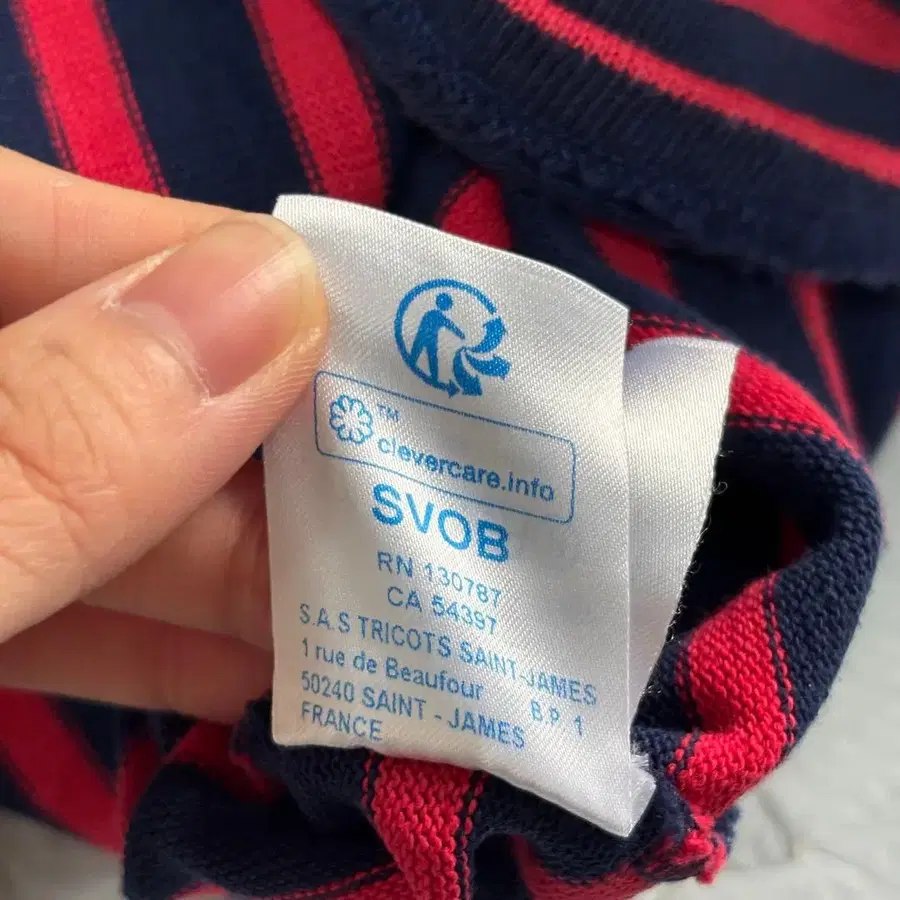 ™
clevercare.info
SVOB
RN 130787
CA 54397
S.A.S TRICOTS SAINT-JAMES
1 rue de Beaufour B.P. 1
50240 SAINT - JAMES
FRANCE